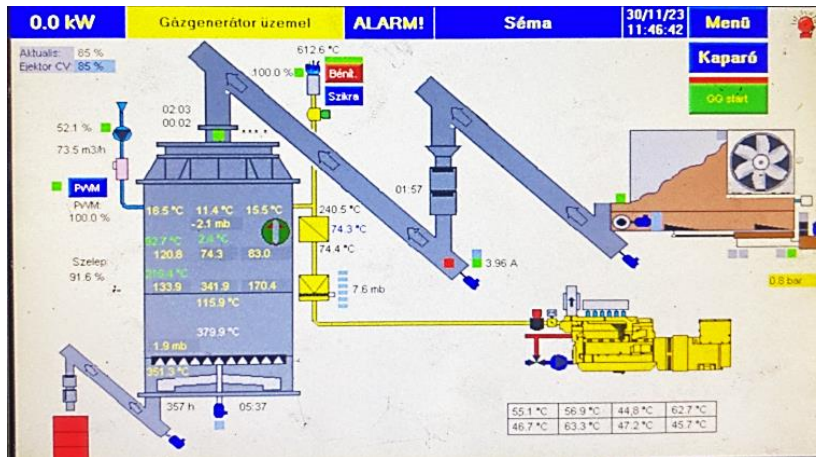 0.0 kW
Gázgenerátor üzemel
ALARM!
Séma
30/11/23
11:46:42
Menü
Aktualis: 85 %
Ejektor CV: 85 %
612.6 °C
100.0 %
Bénit.
Szikra
Kaparó
GG start
02:03
00:02
52.1 %
73.5 m3/h
PWM
PWM:
100.0 %
Szelep:
91.6 %
16.5 °C 11.4 °C 15.5 °C
-2.1 mb
2.6 °C
120.8 74.3 83.0
133.9 341.9 170.4
115.9 °C
379.9 °C
1.9 mb
351.3 °C
357 h
05:37
240.5 °C
74.3 °C
74.4 °C
7.6 mb
01:57
3.96 A
0.8 bar
55.1 °C 56.9 °C 44,8 °C 62.7 °C
46.7 °C 63.3 °C 47.2 °C 45.7 °C